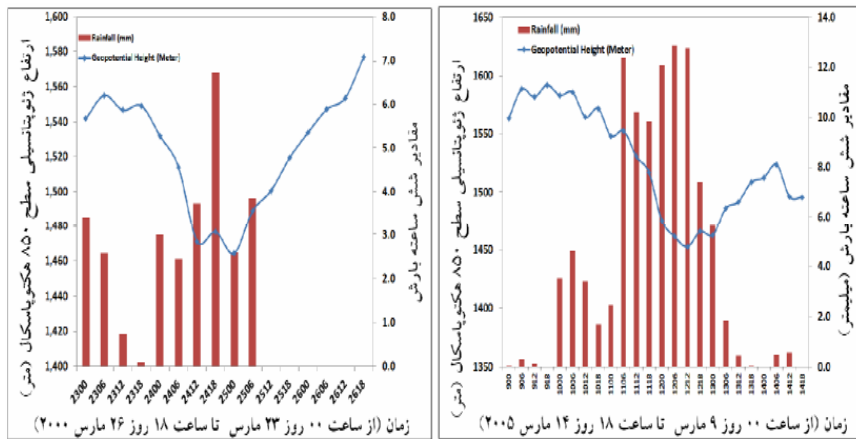 ارتفاع ژئوپتانسیلی سطح ۸۵۰ هکتوپاسکال (متر)
1,600
1,580
1,560
1,540
1,520
1,500
1,480
1,460
1,440
1,420
1,400
Rainfall (mm)
Geopotential Height (Meter)
8.0
7.0
6.0
5.0
4.0
3.0
2.0
1.0
0.0
مقادیر شش ساعته بارش
2300 2306 2312 2318 2400 2406 2412 2418 2500 2506 2512 2518 2600 2606 2612 2618
زمان (از ساعت ۰۰ روز ۲۳ مارس تا ساعت ۱۸ روز ۲۶ مارس ۲۰۰۰)
ارتفاع ژئوپتانسیلی سطح ۸۵۰ هکتوپاسکال (متر)
1650
1600
1550
1500
1450
1400
1350
Rainfall (mm)
Geopotential Height (Meter)
14.0
12.0
10.0
8.0
6.0
4.0
2.0
0.0
مقادیر شش ساعته بارش (میلیمتر)
900 906 912 918 1000 1006 1012 1018 1100 1106 1112 1118 1200 1206 1212 1218 1300 1306 1312 1318 1400 1406 1412 1418
زمان (از ساعت ۰۰ روز ۹ مارس تا ساعت ۱۸ روز ۱۴ مارس ۲۰۰۵)